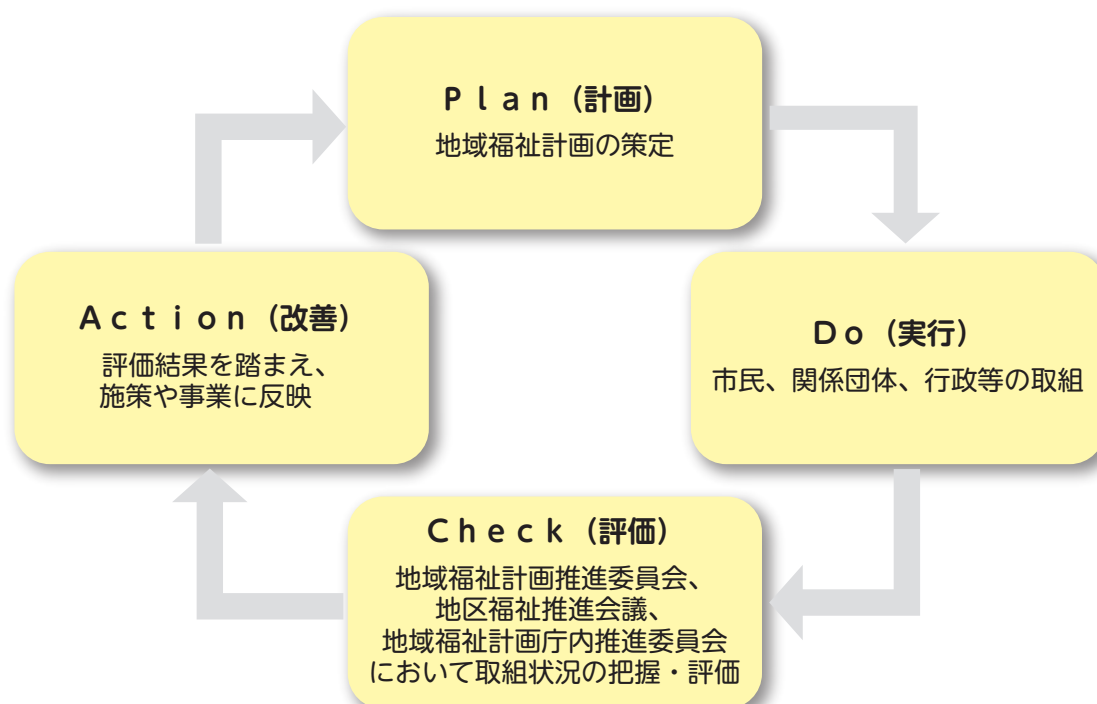 Plan（計画）
地域福祉計画の策定
Do（実行）
市民、関係団体、行政等の取組
Check（評価）
地域福祉計画推進委員会、
地区福祉推進会議、
地域福祉計画庁内推進委員会
において取組状況の把握・評価
Action（改善）
評価結果を踏まえ、
施策や事業に反映